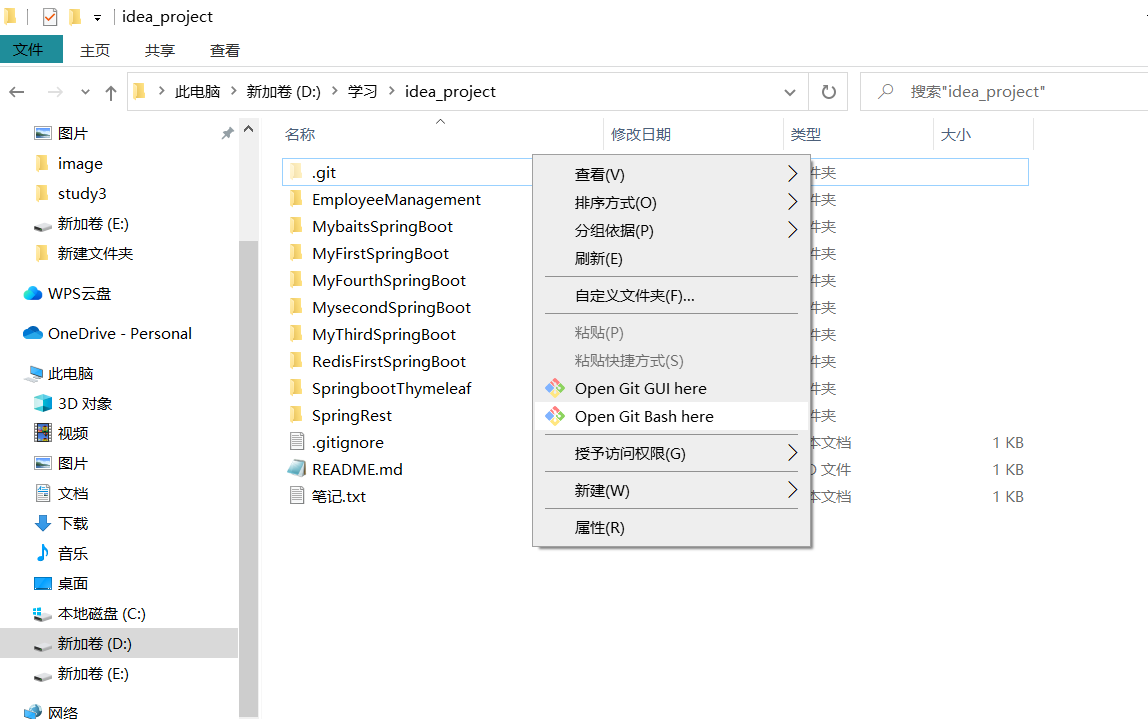 idea_project
文件 主页 共享 查看
此电脑 新加卷 (D:) 学习 idea_project 搜索"idea_project"
图片
image
study3
新加卷 (E:)
新建文件夹
WPS云盘
OneDrive - Personal
此电脑
3D 对象
视频
图片
文档
下载
音乐
桌面
本地磁盘 (C:)
新加卷 (D:)
新加卷 (E:)
网络
名称 修改日期 类型 大小
.git 件夹
EmployeeManagement 件夹
MybaitsSpringBoot 件夹
MyFirstSpringBoot 件夹
MyFourthSpringBoot 件夹
MysecondSpringBoot 件夹
MyThirdSpringBoot 件夹
RedisFirstSpringBoot 件夹
SpringbootThymeleaf 件夹
SpringRest 件夹
.gitignore 本文档 1 KB
README.md 文件 1 KB
笔记.txt 本文档 1 KB
查看(V)
排序方式(O)
分组依据(P)
刷新(E)
自定义文件夹(F)...
粘贴(P)
粘贴快捷方式(S)
Open Git GUI here
Open Git Bash here
授予访问权限(G)
新建(W)
属性(R)